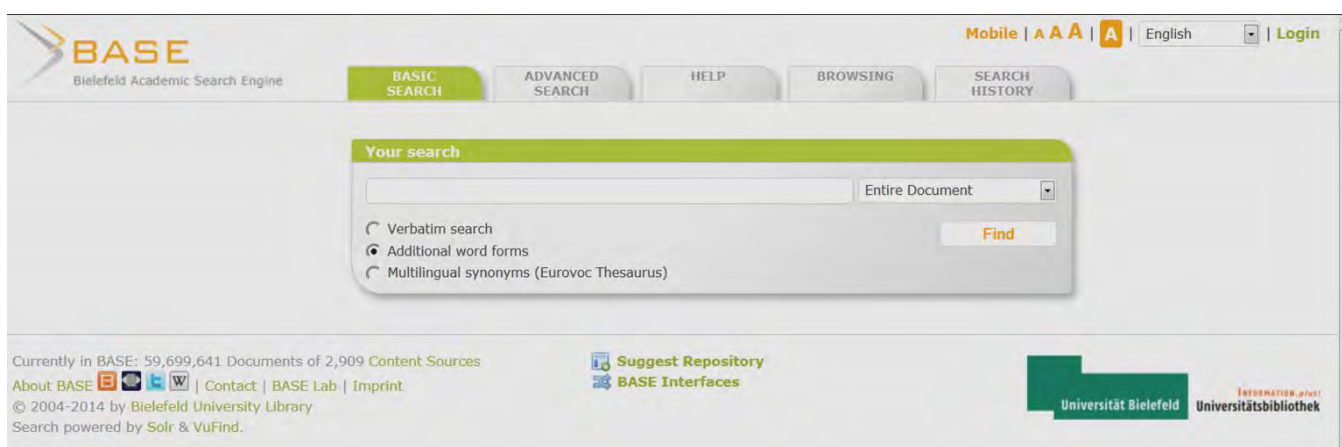 BASE
Bielefeld Academic Search Engine
Mobile | A A A | A | English | Login
BASIC SEARCH
ADVANCED SEARCH
HELP
BROWSING
SEARCH HISTORY
Your search
Entire Document
Verbatim search
Additional word forms
Multilingual synonyms (Eurovoc Thesaurus)
Find
Currently in BASE: 59,699,641 Documents of 2,909 Content Sources
About BASE | Contact | BASE Lab | Imprint
© 2004-2014 by Bielefeld University Library
Search powered by Solr & VuFind.
Suggest Repository
BASE Interfaces
Universität Bielefeld
INFORMATION.plus!
Universitätsbibliothek